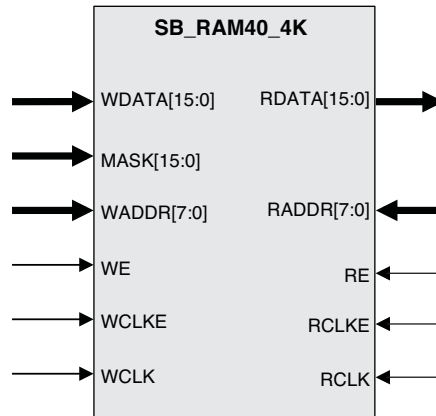 SB_RAM40_4K
WDATA[15:0]
RDATA[15:0]
MASK[15:0]
WADDR[7:0]
RADDR[7:0]
WE
RE
WCLKE
RCLKE
WCLK
RCLK